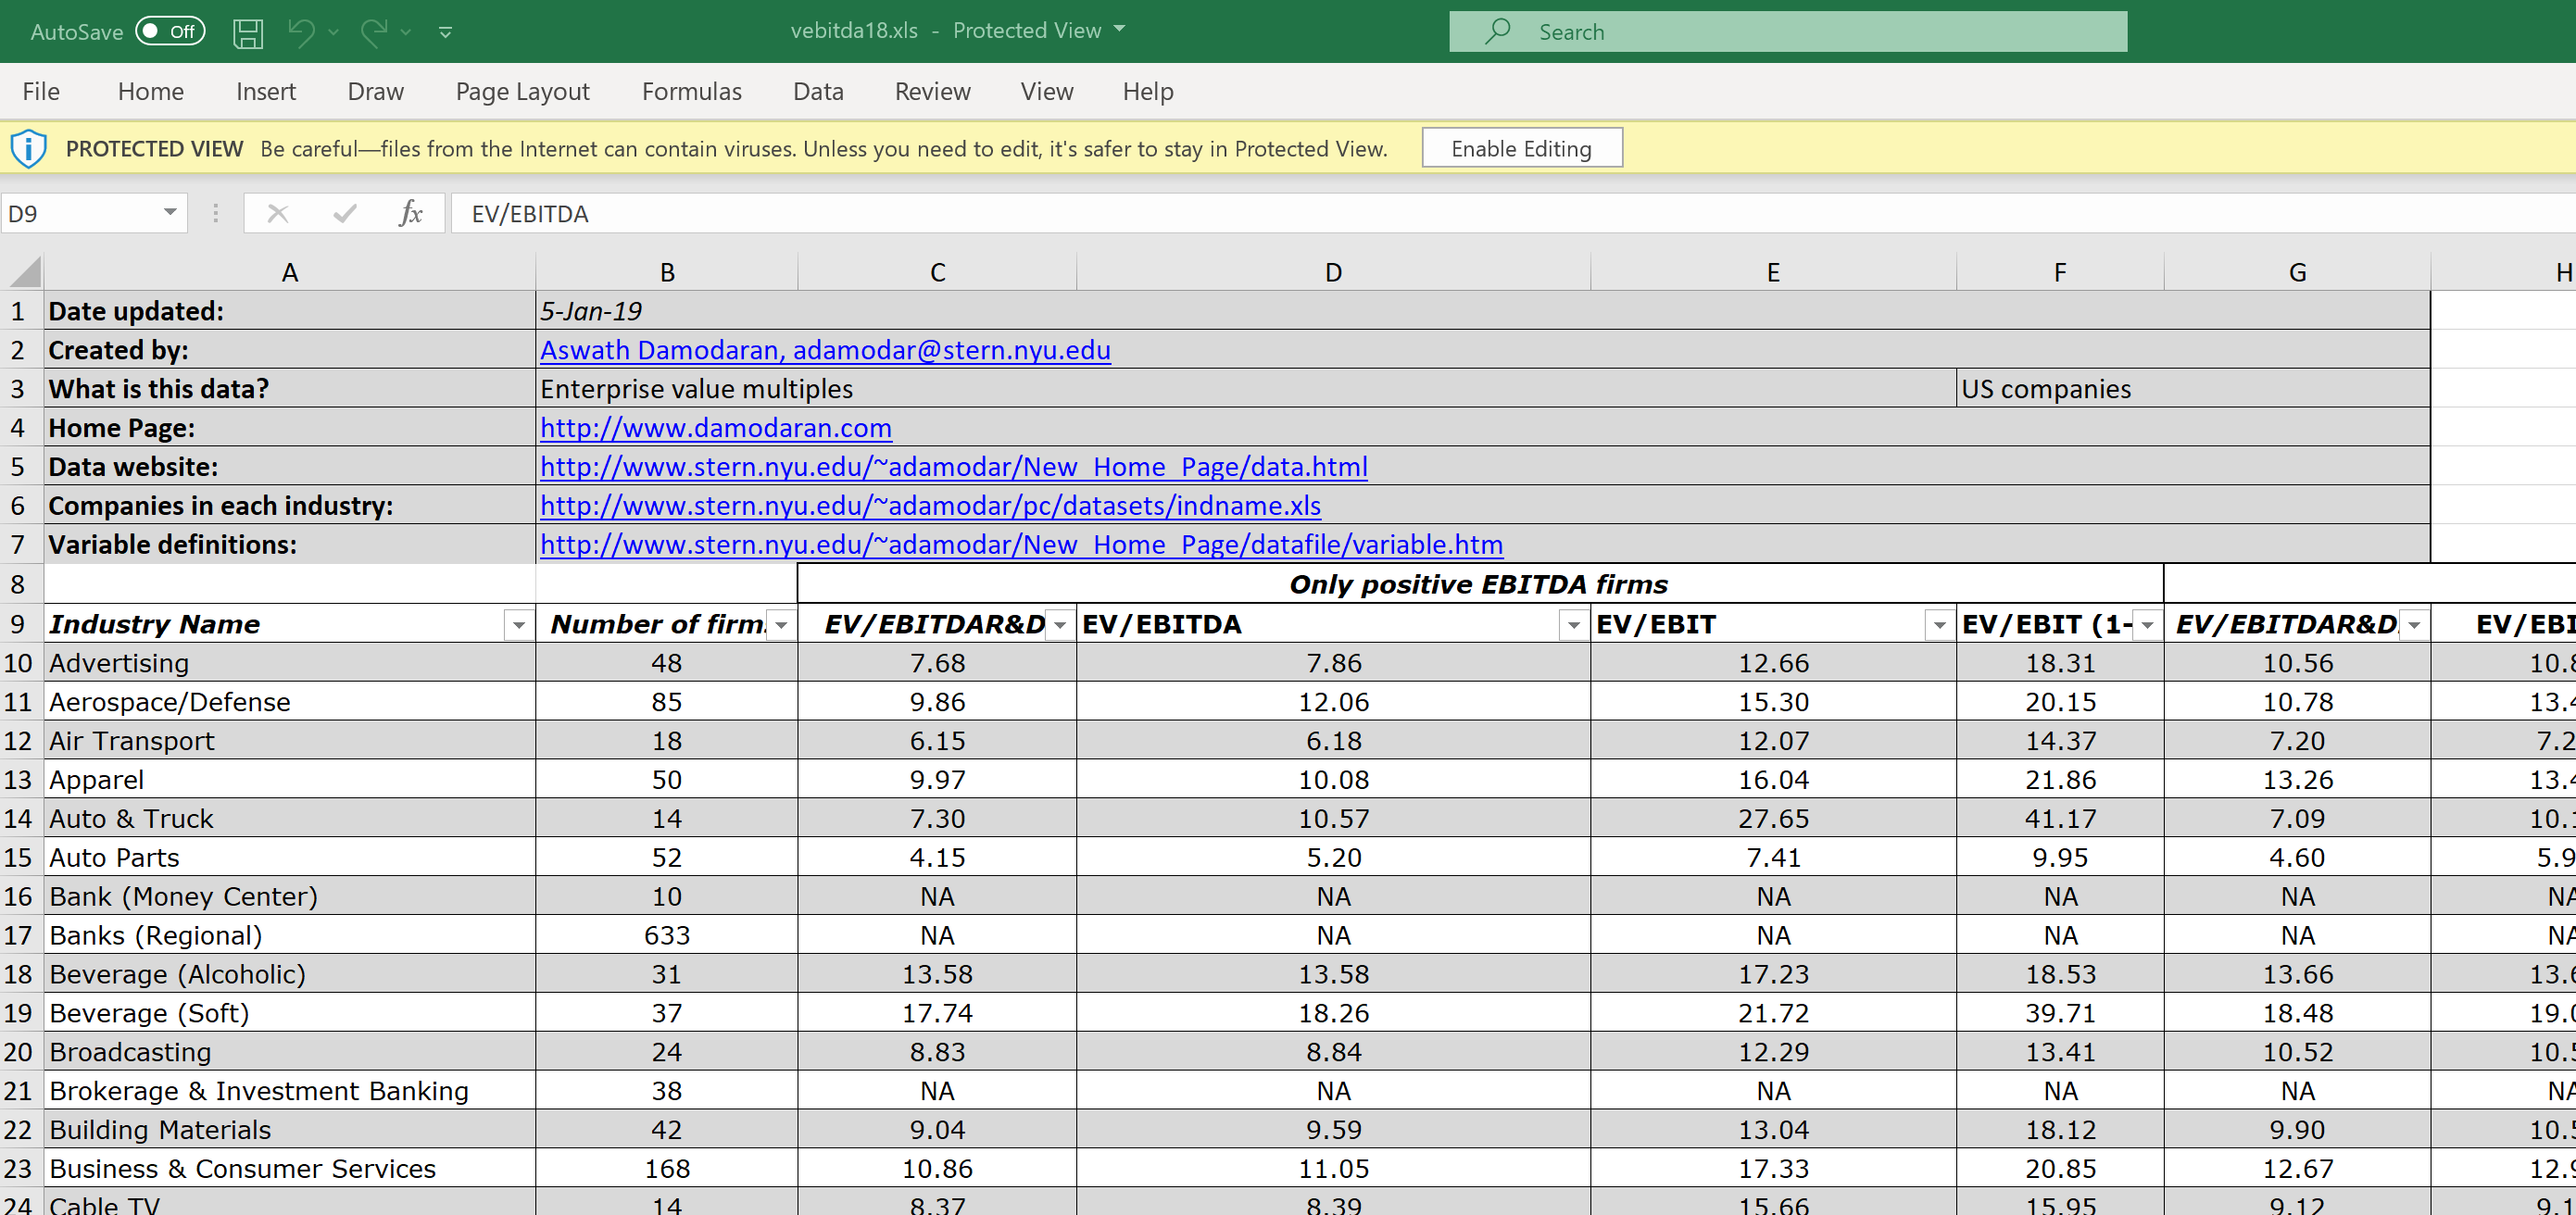 AutoSave Off vebitda18.xls - Protected View Search
File Home Insert Draw Page Layout Formulas Data Review View Help
PROTECTED VIEW Be careful—files from the Internet can contain viruses. Unless you need to edit, it's safer to stay in Protected View. Enable Editing
D9 fx EV/EBITDA
A B C D E F G H
1 Date updated: 5-Jan-19
2 Created by: Aswath Damodaran, adamodar@stern.nyu.edu
3 What is this data? Enterprise value multiples US companies
4 Home Page: http://www.damodaran.com
5 Data website: http://www.stern.nyu.edu/~adamodar/New_Home_Page/data.html
6 Companies in each industry: http://www.stern.nyu.edu/~adamodar/pc/datasets/indname.xls
7 Variable definitions: http://www.stern.nyu.edu/~adamodar/New_Home_Page/datafile/variable.htm
8 Only positive EBITDA firms
9 Industry Name Number of firm EV/EBITDAR&D EV/EBITDA EV/EBIT EV/EBIT (1- EV/EBITDAR&D EV/EBI
10 Advertising 48 7.68 7.86 12.66 18.31 10.56 10.8
11 Aerospace/Defense 85 9.86 12.06 15.30 20.15 10.78 13.4
12 Air Transport 18 6.15 6.18 12.07 14.37 7.20 7.2
13 Apparel 50 9.97 10.08 16.04 21.86 13.26 13.4
14 Auto & Truck 14 7.30 10.57 27.65 41.17 7.09 10.1
15 Auto Parts 52 4.15 5.20 7.41 9.95 4.60 5.9
16 Bank (Money Center) 10 NA NA NA NA NA NA
17 Banks (Regional) 633 NA NA NA NA NA NA
18 Beverage (Alcoholic) 31 13.58 13.58 17.23 18.53 13.66 13.6
19 Beverage (Soft) 37 17.74 18.26 21.72 39.71 18.48 19.0
20 Broadcasting 24 8.83 8.84 12.29 13.41 10.52 10.5
21 Brokerage & Investment Banking 38 NA NA NA NA NA NA
22 Building Materials 42 9.04 9.59 13.04 18.12 9.90 10.5
23 Business & Consumer Services 168 10.86 11.05 17.33 20.85 12.67 12.9
24 Cable TV 14 8.37 8.39 15.66 15.95 9.12 9.1